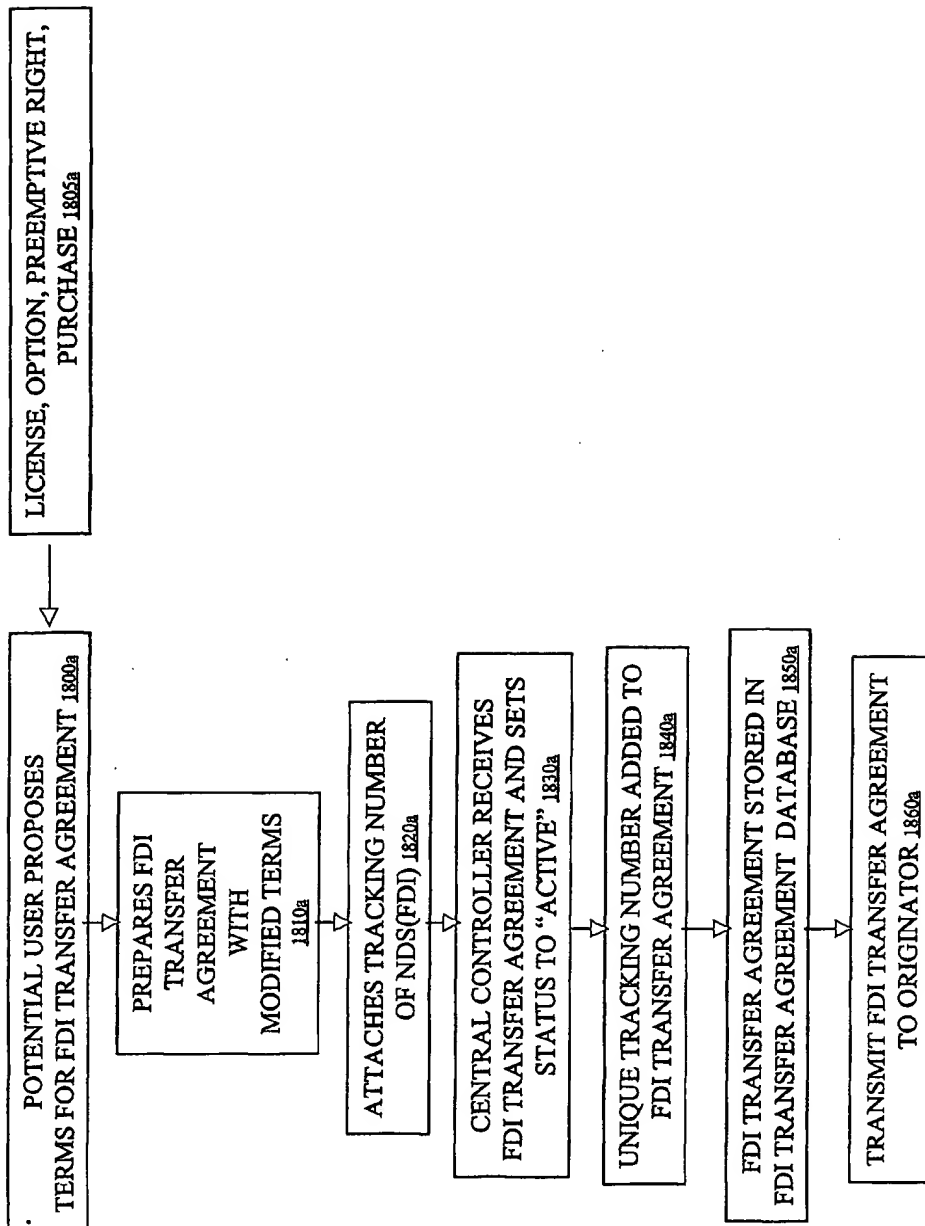 POTENTIAL USER PROPOSES
TERMS FOR FDI TRANSFER AGREEMENT 1800a
LICENSE, OPTION, PREEMPTIVE RIGHT,
PURCHASE 1805a
PREPARES FDI
TRANSFER
AGREEMENT
WITH
MODIFIED TERMS
1810a
ATTACHES TRACKING NUMBER
OF NDS(FDI) 1820a
CENTRAL CONTROLLER RECEIVES
FDI TRANSFER AGREEMENT AND SETS
STATUS TO “ACTIVE” 1830a
UNIQUE TRACKING NUMBER ADDED TO
FDI TRANSFER AGREEMENT 1840a
FDI TRANSFER AGREEMENT STORED IN
FDI TRANSFER AGREEMENT DATABASE 1850a
TRANSMIT FDI TRANSFER AGREEMENT
TO ORIGINATOR 1860a